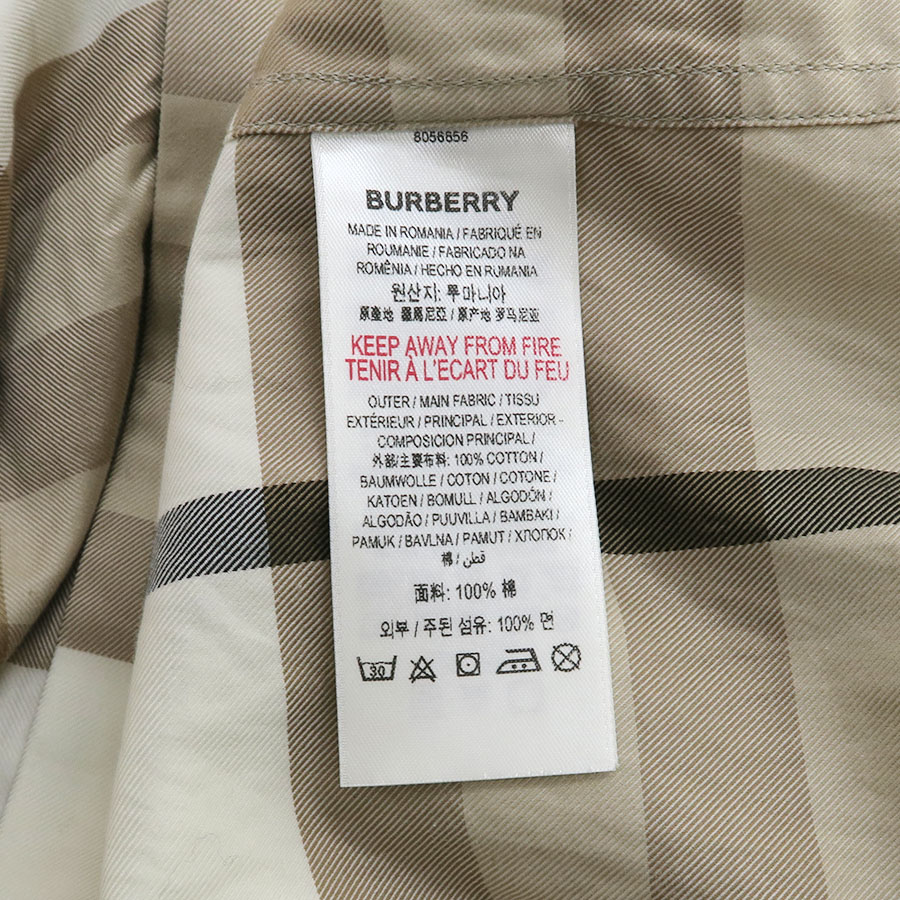 8056656
BURBERRY
MADE IN ROMANIA / FABRIQUÉ EN
ROUMANIE / FABRICADO NA
ROMÊNIA / HECHO EN RUMANIA
원산지: 루마니아
原產地 羅馬尼亞 / 原产地 罗马尼亚
KEEP AWAY FROM FIRE
TENIR À L'ECART DU FEU
OUTER / MAIN FABRIC / TISSU
EXTÉRIEUR / PRINCIPAL / EXTERIOR -
COMPOSICION PRINCIPAL /
外部/主要布料: 100% COTTON /
BAUMWOLLE / COTON / COTONE /
KATOEN / BOMULL / ALGODÓN /
ALGODÃO / PUUVILLA / BAMBAKI /
PAMUK / BAVLNA / PAMUT / ХЛОПОК /
棉 / قطن
面料: 100% 棉
외부 / 주된 섬유: 100% 면
30